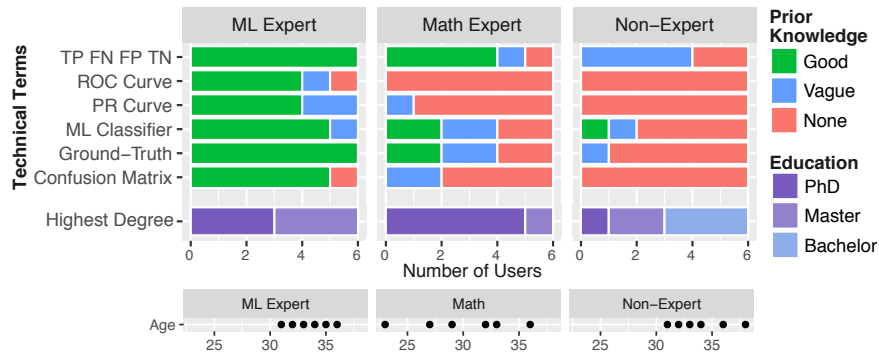 ML Expert Math Expert Non−Expert
Technical Terms
TP FN FP TN
ROC Curve
PR Curve
ML Classifier
Ground−Truth
Confusion Matrix
Highest Degree
0 2 4 6 0 2 4 6 0 2 4 6
Number of Users
Prior
Knowledge
Good
Vague
None
Education
PhD
Master
Bachelor
ML Expert Math Non−Expert
Age
25 30 35 25 30 35 25 30 35